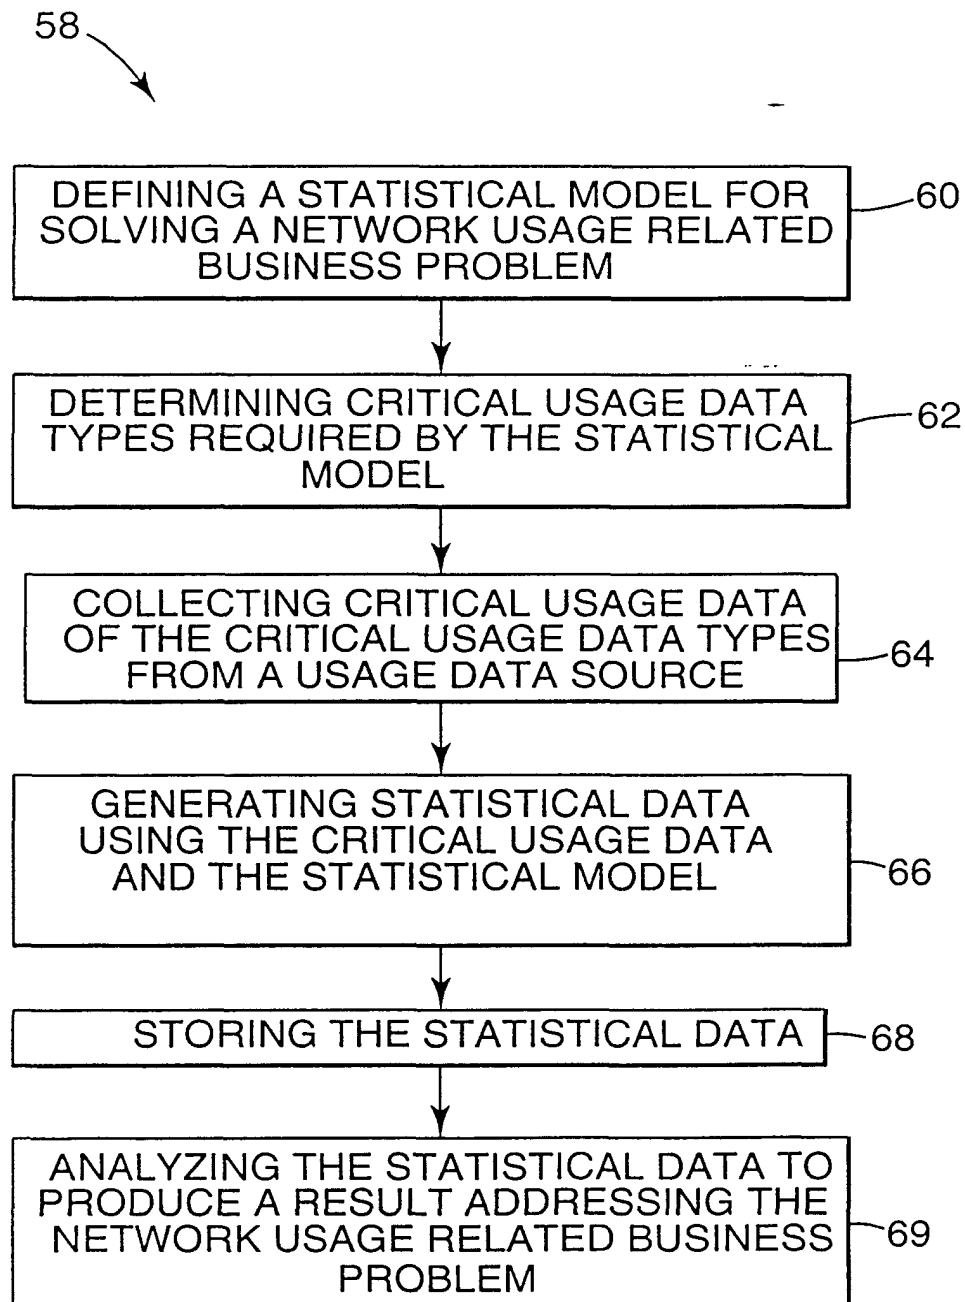 58
DEFINING A STATISTICAL MODEL FOR
SOLVING A NETWORK USAGE RELATED
BUSINESS PROBLEM
60
DETERMINING CRITICAL USAGE DATA
TYPES REQUIRED BY THE STATISTICAL
MODEL
62
COLLECTING CRITICAL USAGE DATA
OF THE CRITICAL USAGE DATA TYPES
FROM A USAGE DATA SOURCE
64
GENERATING STATISTICAL DATA
USING THE CRITICAL USAGE DATA
AND THE STATISTICAL MODEL
66
STORING THE STATISTICAL DATA
68
ANALYZING THE STATISTICAL DATA TO
PRODUCE A RESULT ADDRESSING THE
NETWORK USAGE RELATED BUSINESS
PROBLEM
69